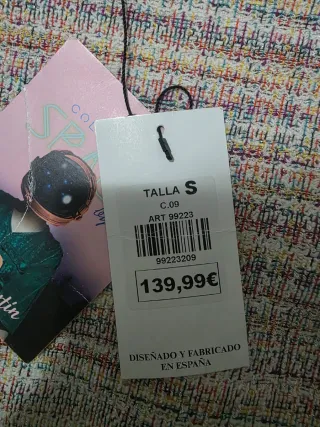 TALLA S
C.09
ART 99223
99223209
139,99€
DISEÑADO Y FABRICADO
EN ESPAÑA